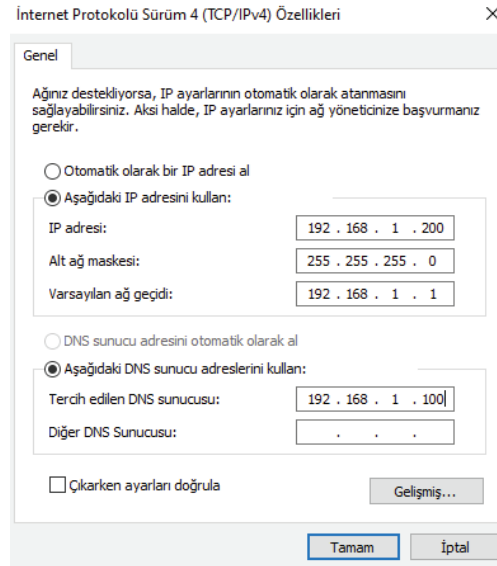 İnternet Protokolü Sürüm 4 (TCP/IPv4) Özellikleri
Genel
Ağınız destekliyorsa, IP ayarlarının otomatik olarak atanmasını
sağlayabilirsiniz. Aksi halde, IP ayarlarınız için ağ yöneticinize başvurmanız
gerekir.
Otomatik olarak bir IP adresi al
Aşağıdaki IP adresini kullan:
IP adresi: 192 . 168 . 1 . 200
Alt ağ maskesi: 255 . 255 . 255 . 0
Varsayılan ağ geçidi: 192 . 168 . 1 . 1
DNS sunucu adresini otomatik olarak al
Aşağıdaki DNS sunucu adreslerini kullan:
Tercih edilen DNS sunucusu: 192 . 168 . 1 . 100
Diğer DNS Sunucusu: . . .
Çıkarken ayarları doğrula
Gelişmiş...
Tamam İptal